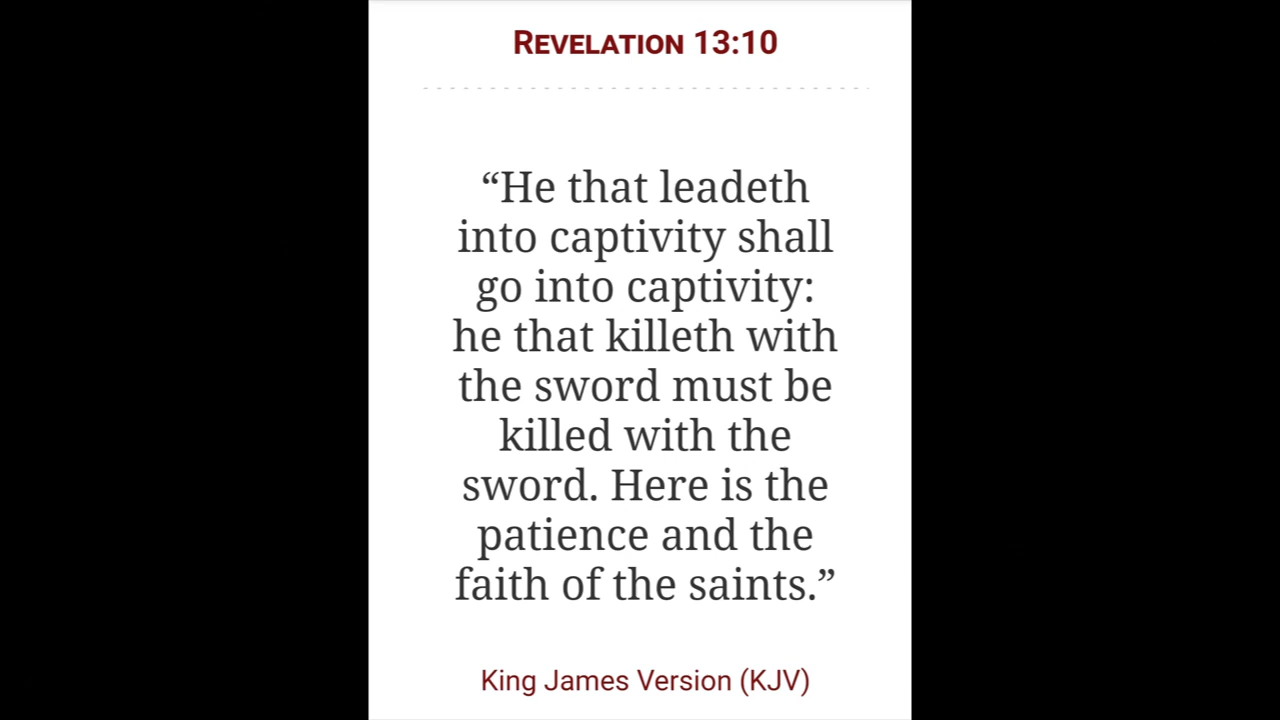 Revelation 13:10
“He that leadeth
into captivity shall
go into captivity:
he that killeth with
the sword must be
killed with the
sword. Here is the
patience and the
faith of the saints.”
King James Version (KJV)